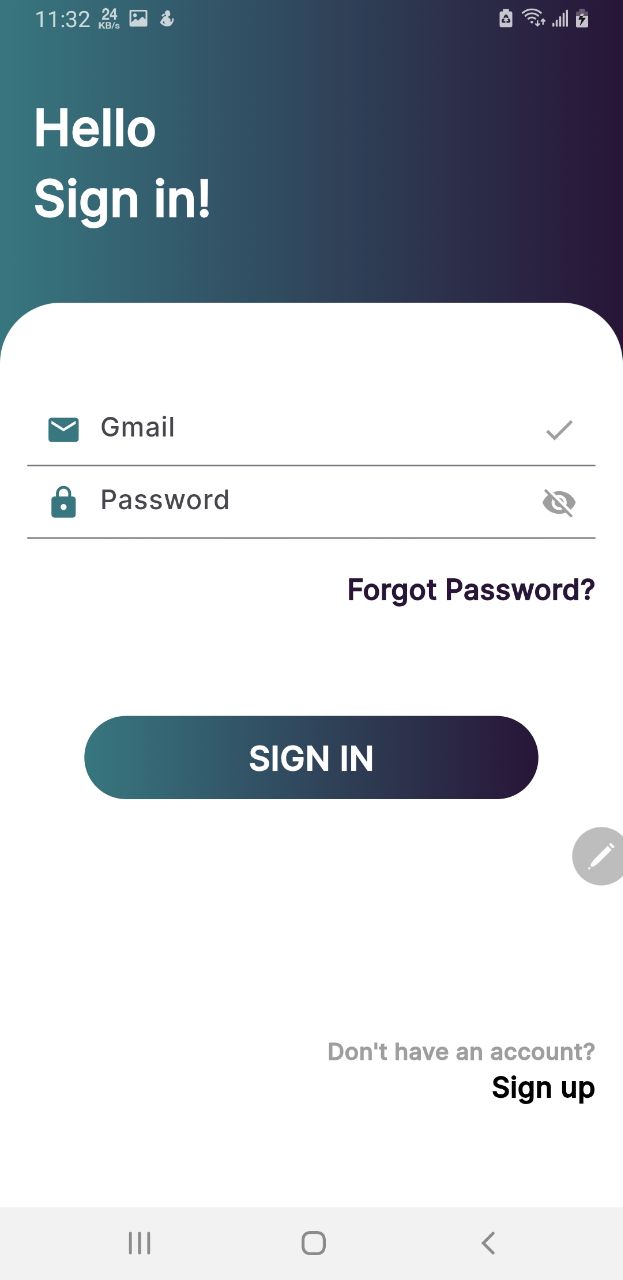 11:32 24 KB/s
Hello
Sign in!
Gmail
Password
Forgot Password?
SIGN IN
Don't have an account?
Sign up